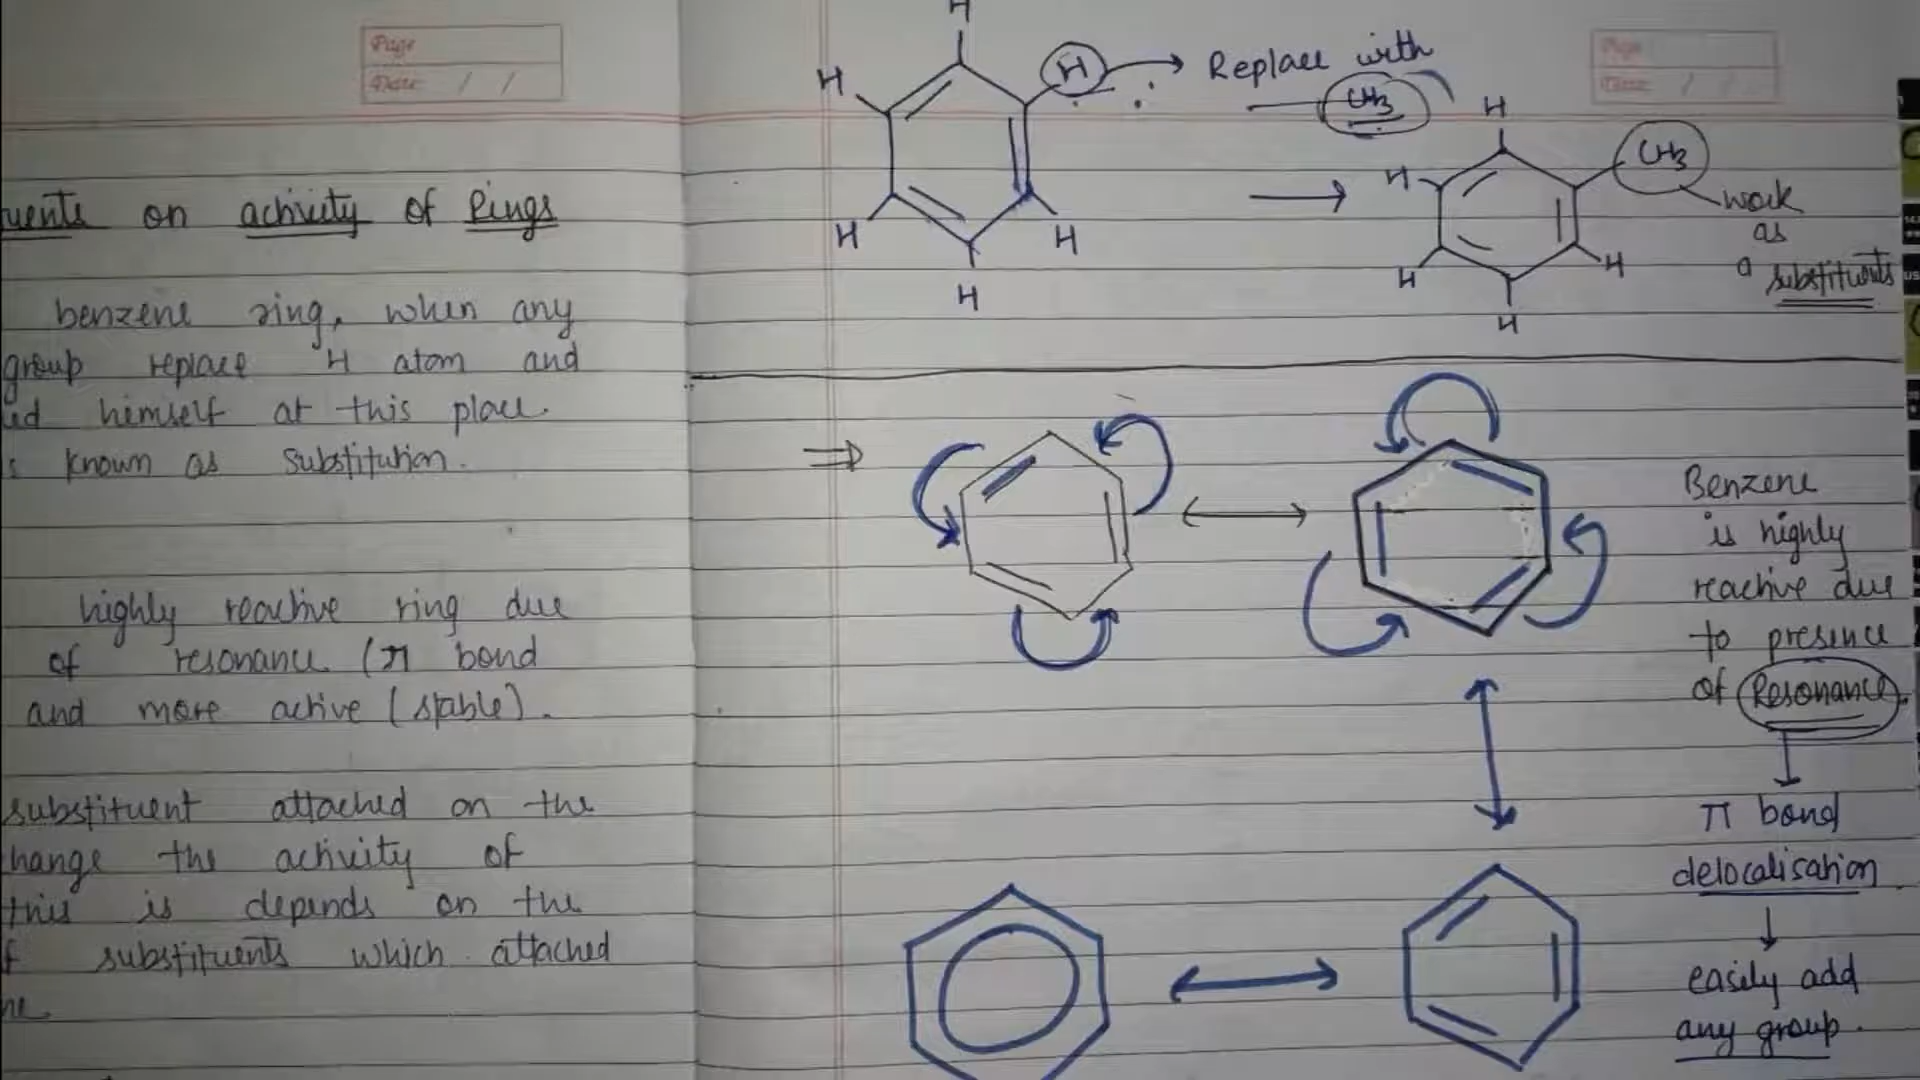 Page
Date / /
uents on activity of Rings
benzene ring, when any
group replace H atom and
ed himself at this place.
s known as substitution.
highly reactive ring due
of resonance (π bond
and more active (stable).
substituent attached on the
hange the activity of
this is depends on the
f substituents which attached
ne.
Page
Date / /
H
H
H
H
H
H
Replace with
CH3
H
H
H
H
H
CH3
work
as
a substituents
Benzene
is highly
reactive due
to presence
of Resonance.
π bond
delocalisation
easily add
any group.